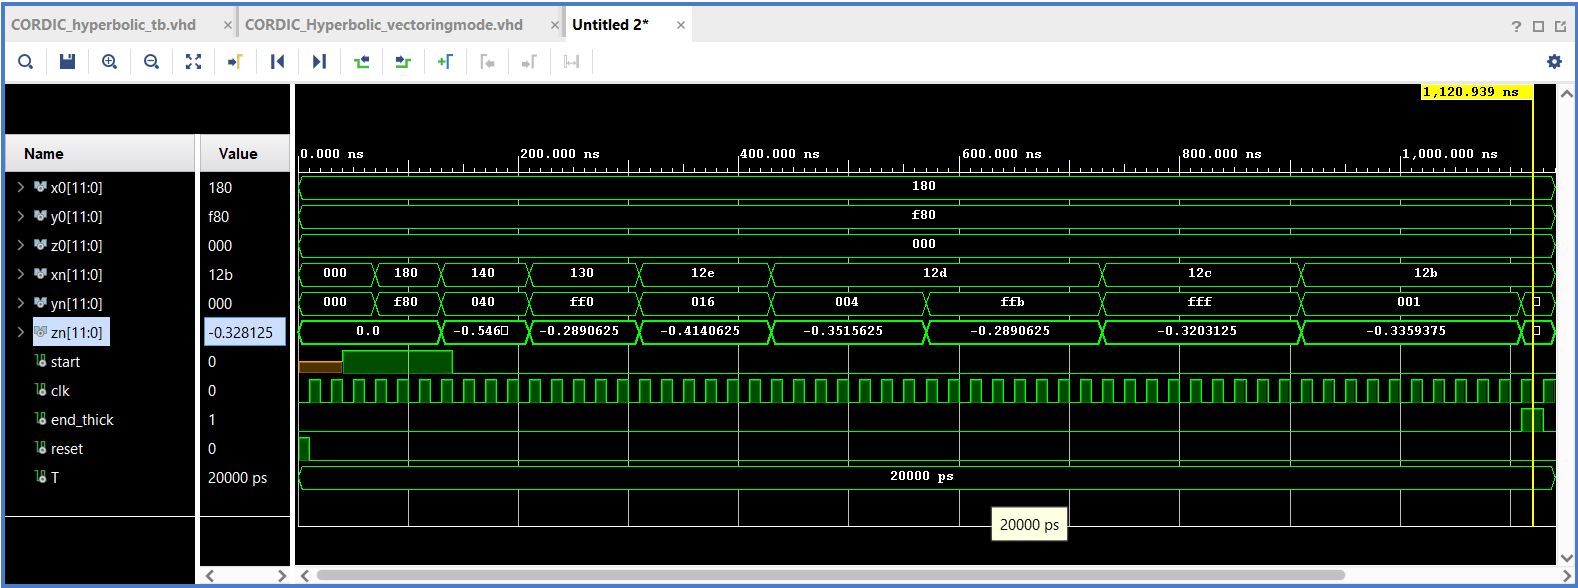 CORDIC_hyperbolic_tb.vhd × CORDIC_Hyperbolic_vectoringmode.vhd × Untitled 2* ×
?
1,120.939 ns
Name Value 0.000 ns 200.000 ns 400.000 ns 600.000 ns 800.000 ns 1,000.000 ns
x0[11:0] 180 180
y0[11:0] f80 f80
z0[11:0] 000 000
xn[11:0] 12b 000 180 140 130 12e 12d 12c 12b
yn[11:0] 000 000 f80 040 ff0 016 004 ffb fff 001
zn[11:0] -0.328125 0.0 -0.546 -0.2890625 -0.4140625 -0.3515625 -0.2890625 -0.3203125 -0.3359375
start 0
clk 0
end_thick 1
reset 0
T 20000 ps 20000 ps
20000 ps